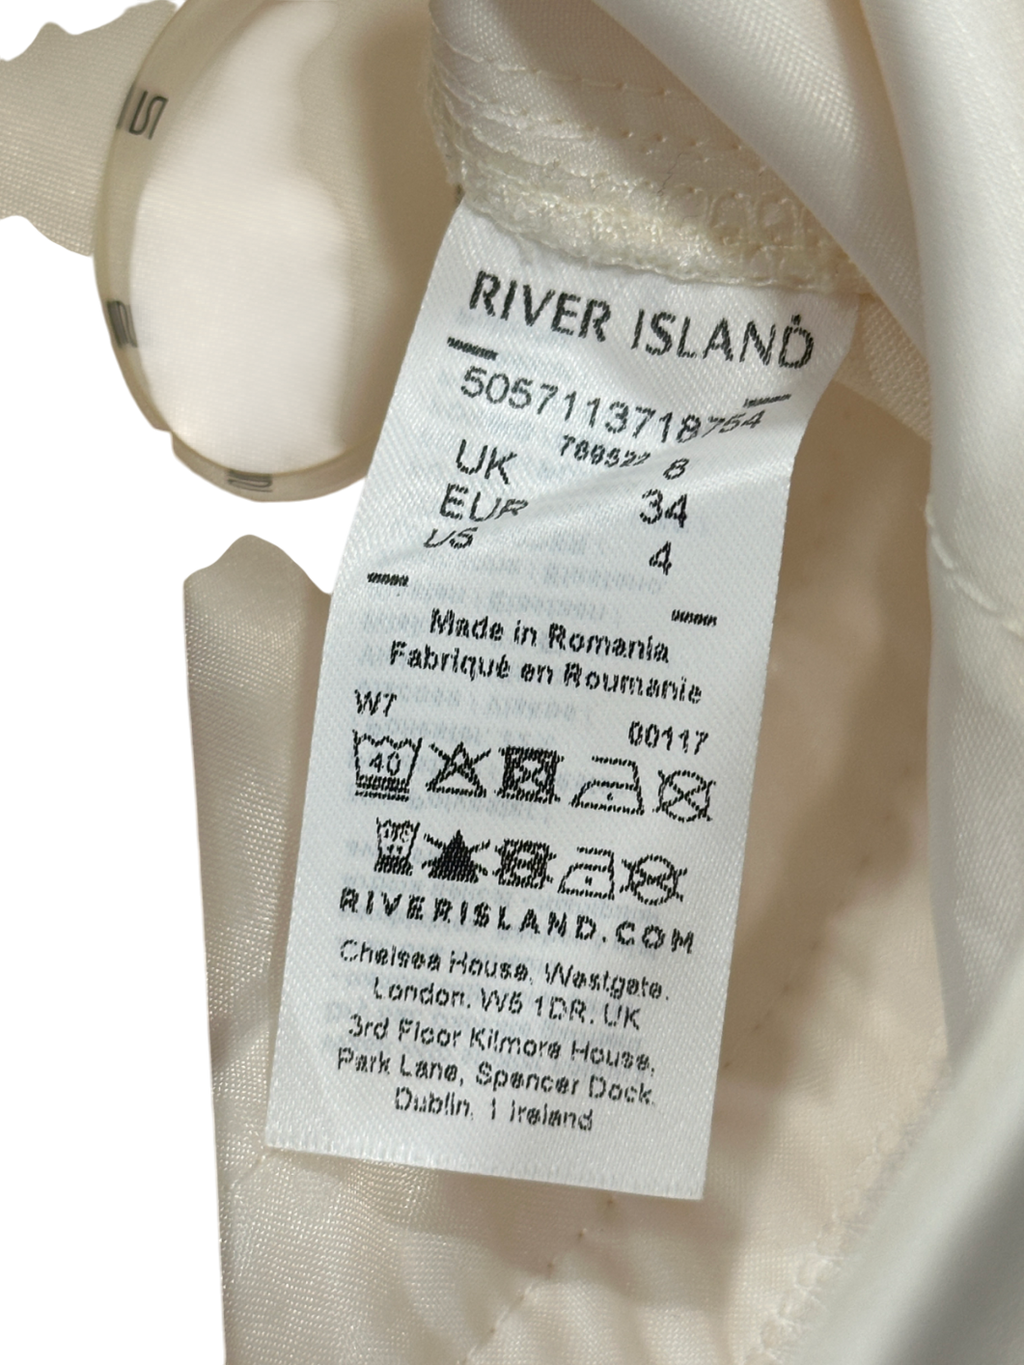 RIVER ISLAND
5057113718754
UK 8
EUR 34
US 4
Made in Romania
Fabriqué en Roumanie
W7 00117
40
RIVERISLAND.COM
Chelsea House, Westgate,
London. W5 1DR. UK
3rd Floor Kilmore House,
Park Lane, Spencer Dock,
Dublin, 1 Ireland